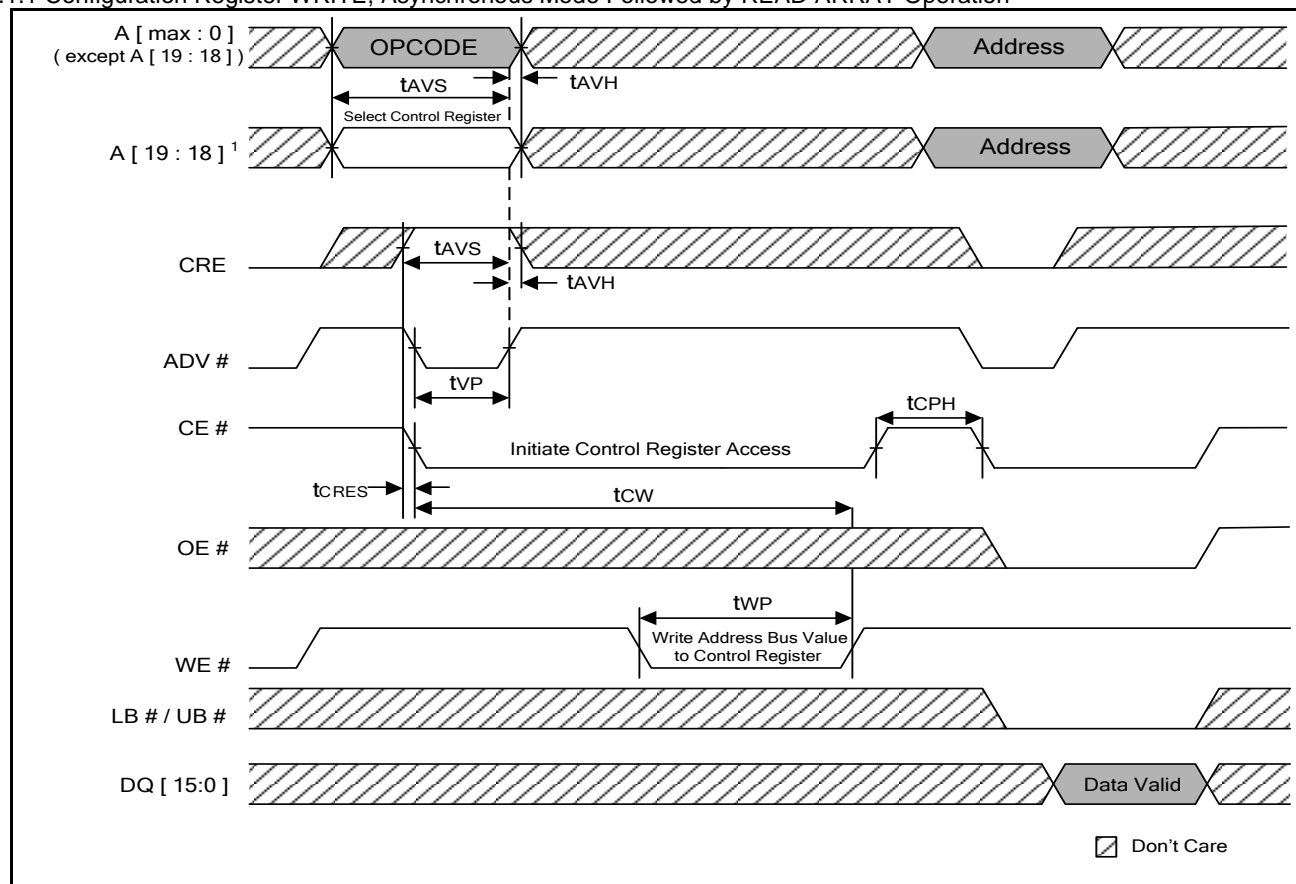 .1.1 Configuration Register WRITE, Asynchronous Mode Followed by READ ARRAY Operation
A [ max : 0 ]
( except A [ 19 : 18 ] )
OPCODE
Address
tAVS
tAVH
Select Control Register
A [ 19 : 18 ] 1
Address
CRE
tAVS
tAVH
ADV #
tVP
tCPH
CE #
Initiate Control Register Access
tCRES
tCW
OE #
tWP
Write Address Bus Value
to Control Register
WE #
LB # / UB #
DQ [ 15:0 ]
Data Valid
Don't Care